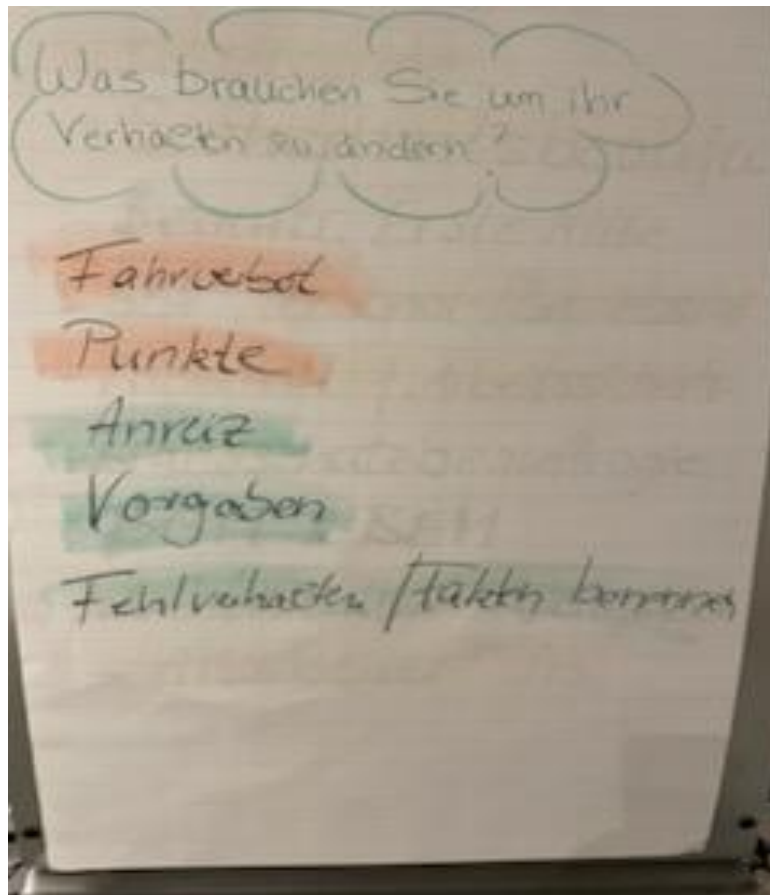 Was brauchen Sie um ihr
Verhalten zu ändern?
Fahrverbot
Punkte
Anreiz
Vorgaben
Fehlverhalten / Fakten benennen